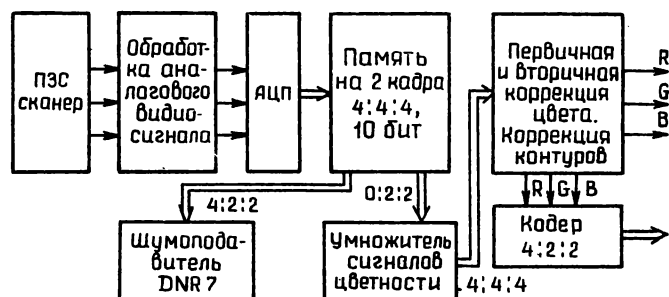 ПЗС
сканер
Обработ-
ка ана-
логового
видио-
сигнала
АЦП
Память
на 2 кадра
4:4:4,
10 бит
Первичная
и вторичная
коррекция
цвета.
Коррекция
контуров
R
G
B
4:2:2
0:2:2
R G B
Шумопода-
витель
DNR 7
Умножитель
сигналов
цветности
4:4:4
Кодер
4:2:2